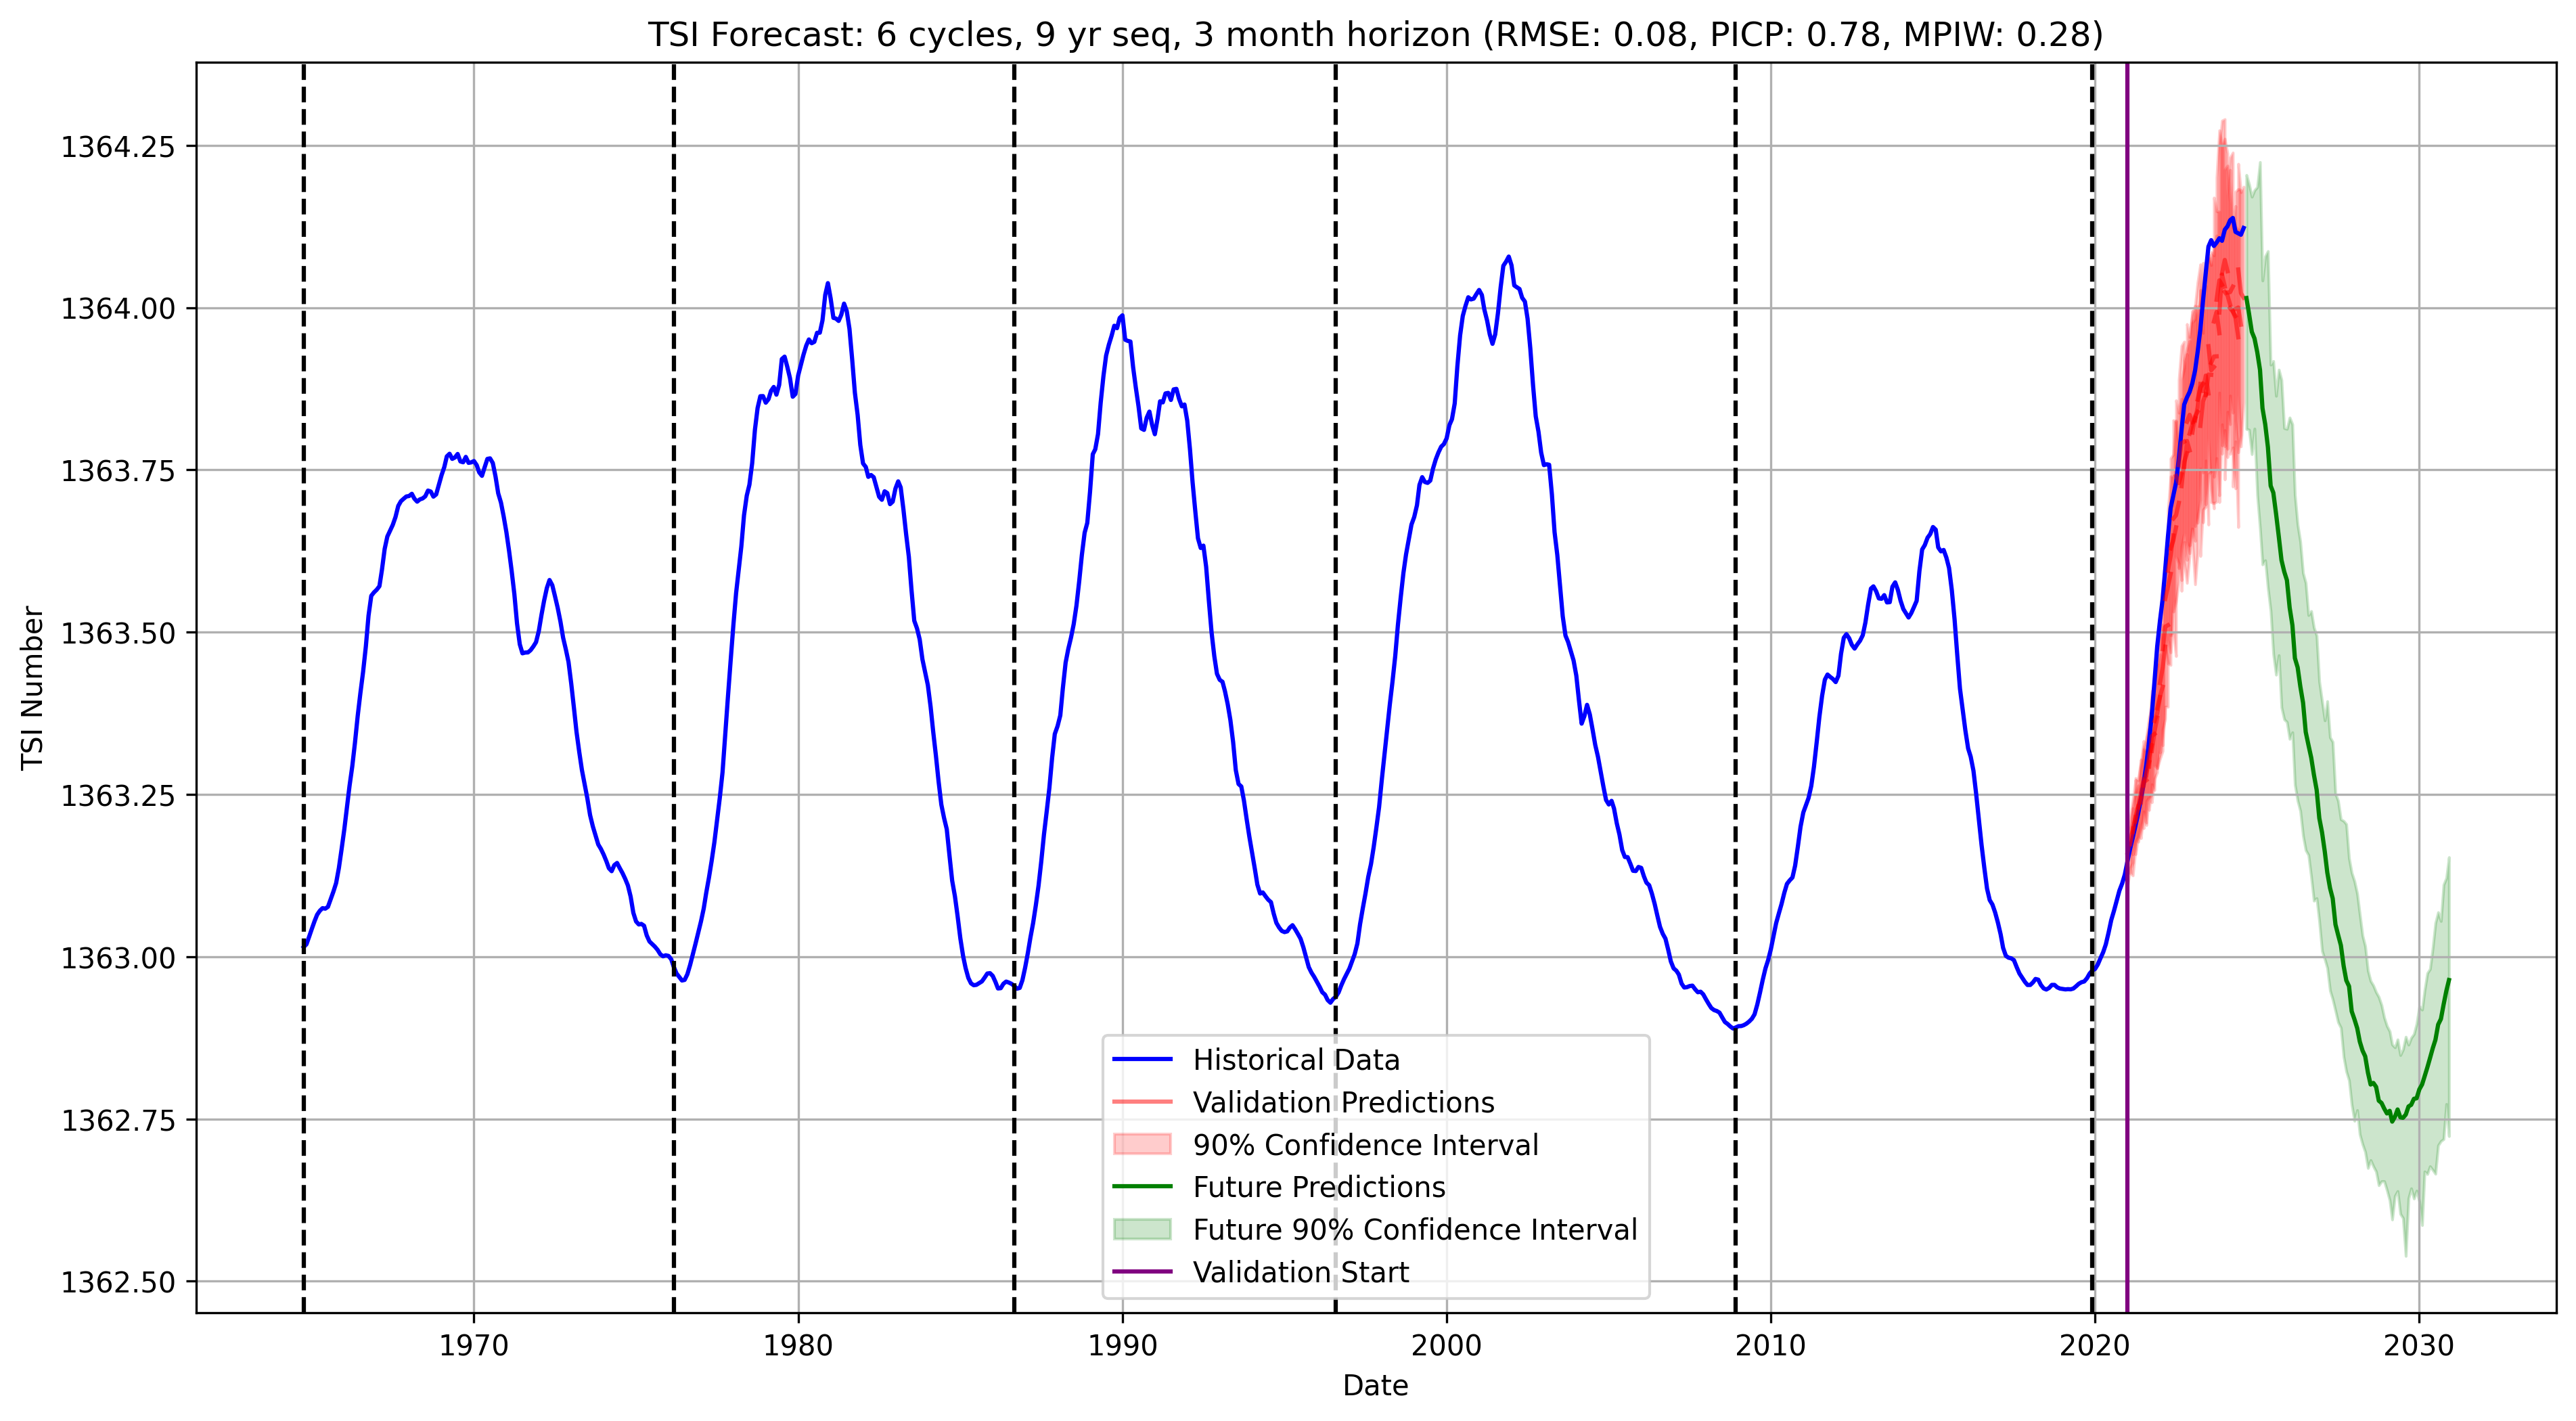 TSI Forecast: 6 cycles, 9 yr seq, 3 month horizon (RMSE: 0.08, PICP: 0.78, MPIW: 0.28)
TSI Number
1364.25
1364.00
1363.75
1363.50
1363.25
1363.00
1362.75
1362.50
Historical Data
Validation Predictions
90% Confidence Interval
Future Predictions
Future 90% Confidence Interval
Validation Start
1970 1980 1990 2000 2010 2020 2030
Date